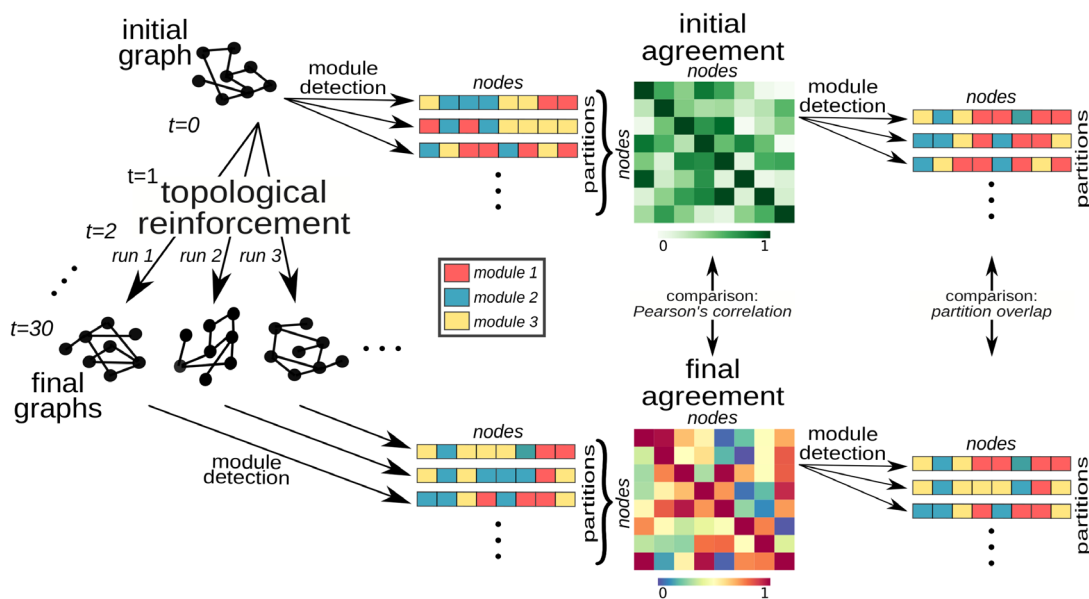 initial
graph
t=0
module
detection
nodes
partitions
initial
agreement
nodes
nodes
0
1
module
detection
nodes
partitions
t=1
topological
reinforcement
t=2
run 1
run 2
run 3
t=30
final
graphs
module 1
module 2
module 3
comparison:
Pearson's correlation
comparison:
partition overlap
module
detection
nodes
partitions
final
agreement
nodes
nodes
0
1
module
detection
nodes
partitions